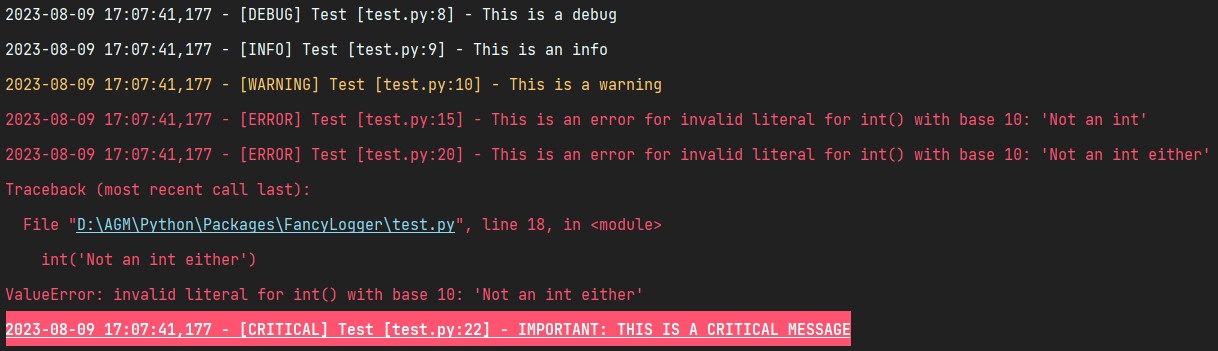 2023-08-09 17:07:41,177 - [DEBUG] Test [test.py:8] - This is a debug
2023-08-09 17:07:41,177 - [INFO] Test [test.py:9] - This is an info
2023-08-09 17:07:41,177 - [WARNING] Test [test.py:10] - This is a warning
2023-08-09 17:07:41,177 - [ERROR] Test [test.py:15] - This is an error for invalid literal for int() with base 10: 'Not an int'
2023-08-09 17:07:41,177 - [ERROR] Test [test.py:20] - This is an error for invalid literal for int() with base 10: 'Not an int either'
Traceback (most recent call last):
  File "D:\AGM\Python\Packages\FancyLogger\test.py", line 18, in <module>
    int('Not an int either')
ValueError: invalid literal for int() with base 10: 'Not an int either'
2023-08-09 17:07:41,177 - [CRITICAL] Test [test.py:22] - IMPORTANT: THIS IS A CRITICAL MESSAGE